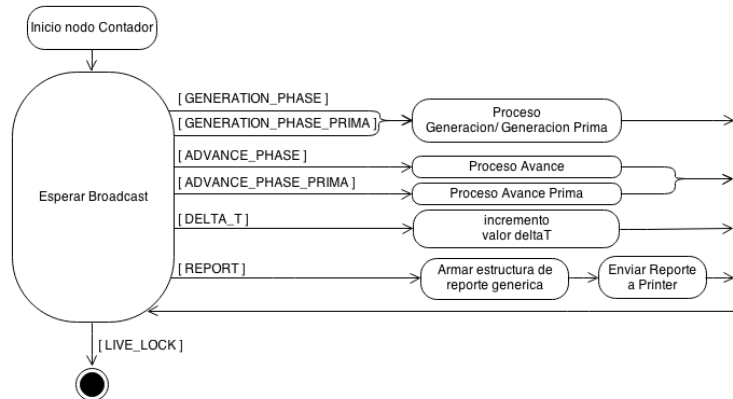 Inicio nodo Contador
[ GENERATION_PHASE ]
[ GENERATION_PHASE_PRIMA ]
Proceso
Generacion/ Generacion Prima
[ ADVANCE_PHASE ]
Proceso Avance
[ ADVANCE_PHASE_PRIMA ]
Proceso Avance Prima
Esperar Broadcast
[ DELTA_T ]
incremento
valor deltaT
[ REPORT ]
Armar estructura de
reporte generica
Enviar Reporte
a Printer
[ LIVE_LOCK ]